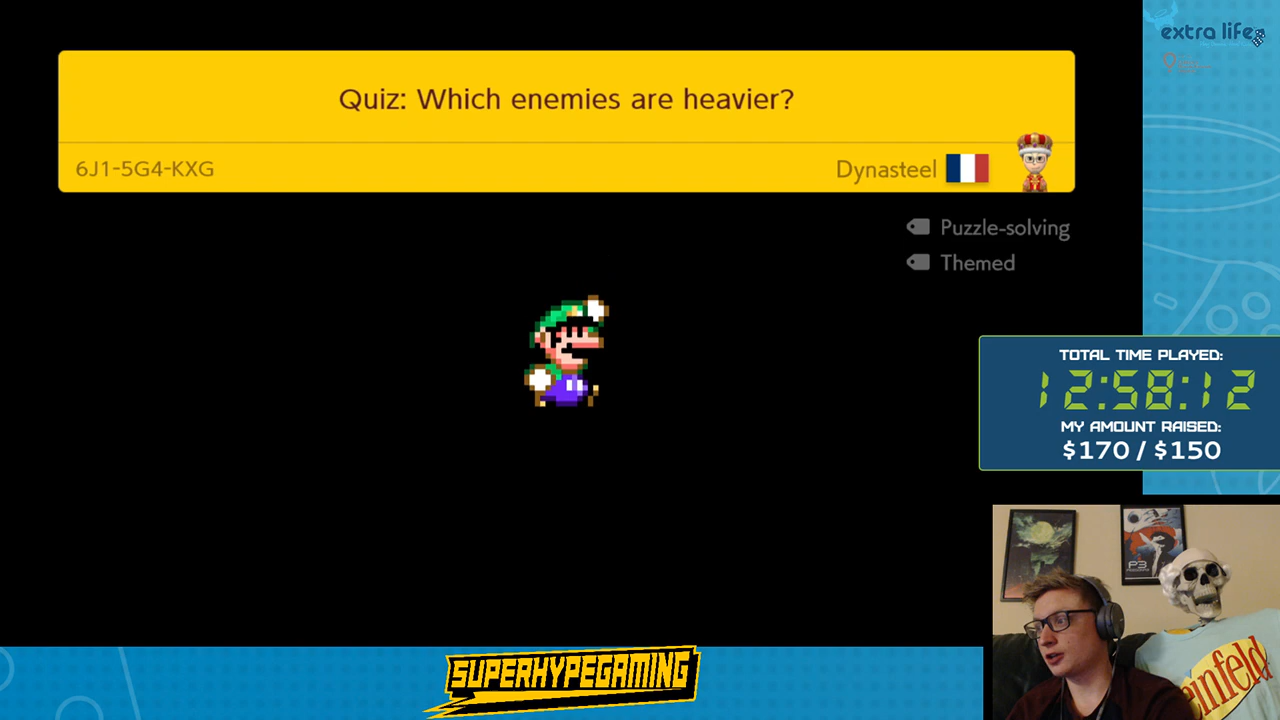 Quiz: Which enemies are heavier?
6J1-5G4-KXG
Dynasteel
Puzzle-solving
Themed
extra life
TOTAL TIME PLAYED:
12:58:12
MY AMOUNT RAISED:
$170 / $150
P3
einfeld
SUPERHYPEGAMING